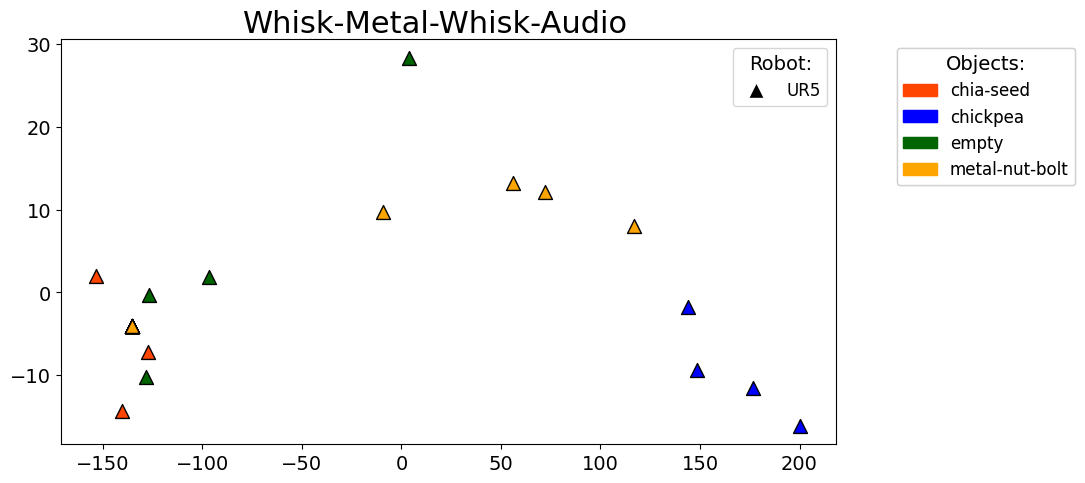 Whisk-Metal-Whisk-Audio
30
20
10
0
−10
−150
−100
−50
0
50
100
150
200
Robot:
UR5
Objects:
chia-seed
chickpea
empty
metal-nut-bolt